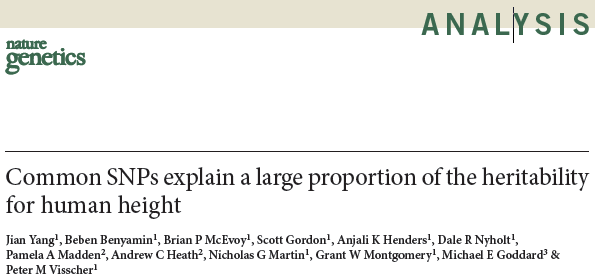 ANALYSIS
nature
genetics
Common SNPs explain a large proportion of the heritability
for human height
Jian Yang¹, Beben Benyamin¹, Brian P McEvoy¹, Scott Gordon¹, Anjali K Henders¹, Dale R Nyholt¹,
Pamela A Madden², Andrew C Heath², Nicholas G Martin¹, Grant W Montgomery¹, Michael E Goddard³ &
Peter M Visscher¹